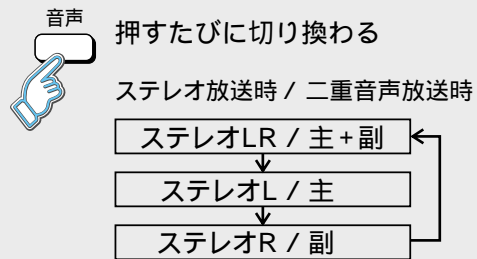 音声
押すたびに切り換わる
ステレオ放送時 / 二重音声放送時
ステレオLR / 主+副
ステレオL / 主
ステレオR / 副